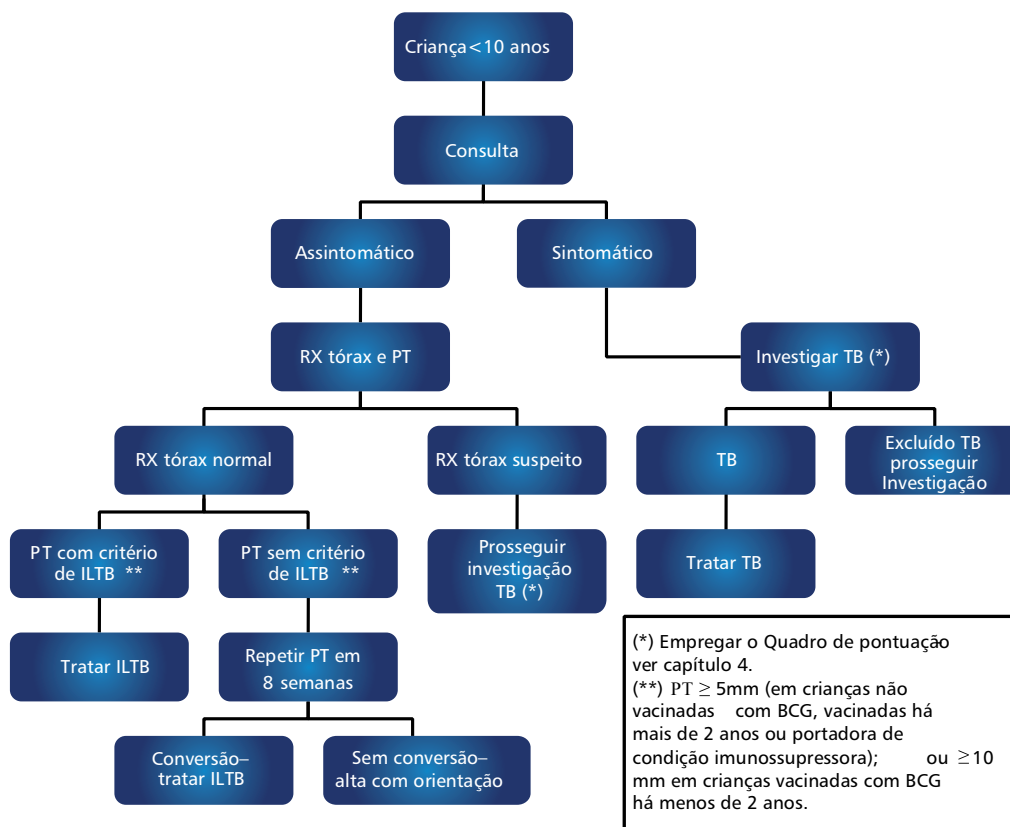 Criança<10 anos
Consulta
Assintomático
Sintomático
RX tórax e PT
Investigar TB (*)
RX tórax normal
RX tórax suspeito
TB
Excluído TB
prosseguir
Investigação
PT com critério
de ILTB **
PT sem critério
de ILTB **
Prosseguir
investigação
TB (*)
Tratar TB
Tratar ILTB
Repetir PT em
8 semanas
Conversão–
tratar ILTB
Sem conversão–
alta com orientação
(*) Empregar o Quadro de pontuação
ver capítulo 4.
(**) PT ≥ 5mm (em crianças não
vacinadas com BCG, vacinadas há
mais de 2 anos ou portadora de
condição imunossupressora); ou ≥10
mm em crianças vacinadas com BCG
há menos de 2 anos.